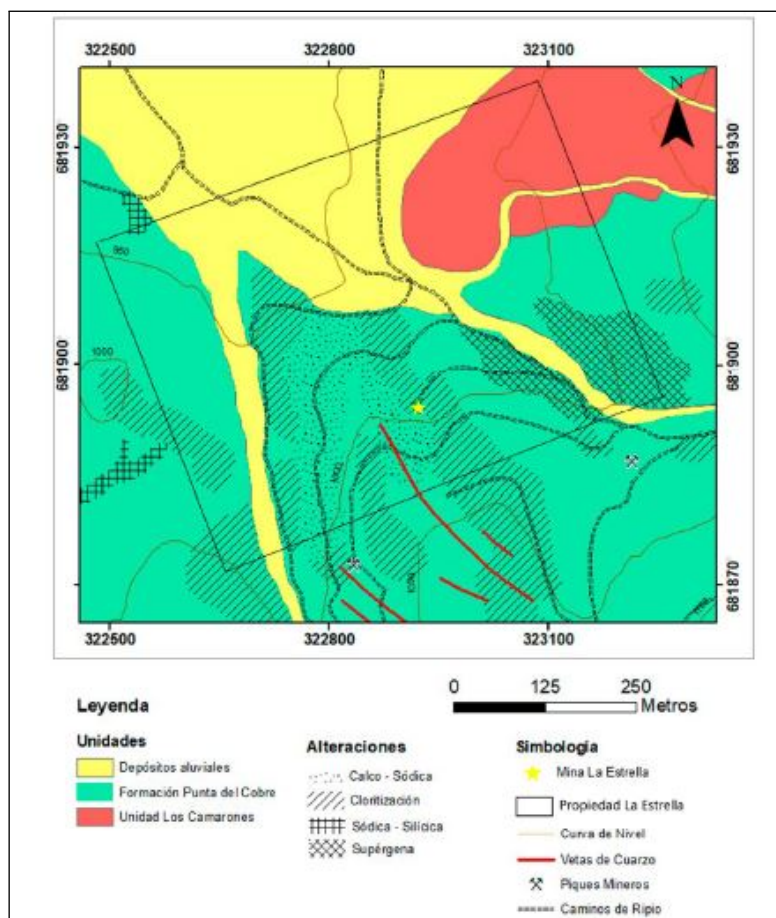 322500 322800 323100
N
681930 681930
950
1000
681900 681900
1000
681870 681870
322500 322800 323100
0 125 250
Metros
Leyenda
Unidades
Depósitos aluviales
Formación Punta del Cobre
Unidad Los Camarones
Alteraciones
Calco - Sódica
Cloritización
Sódica - Silícica
Supérgena
Simbología
Mina La Estrella
Propiedad La Estrella
Curva de Nivel
Vetas de Cuarzo
Piques Mineros
Caminos de Ripio